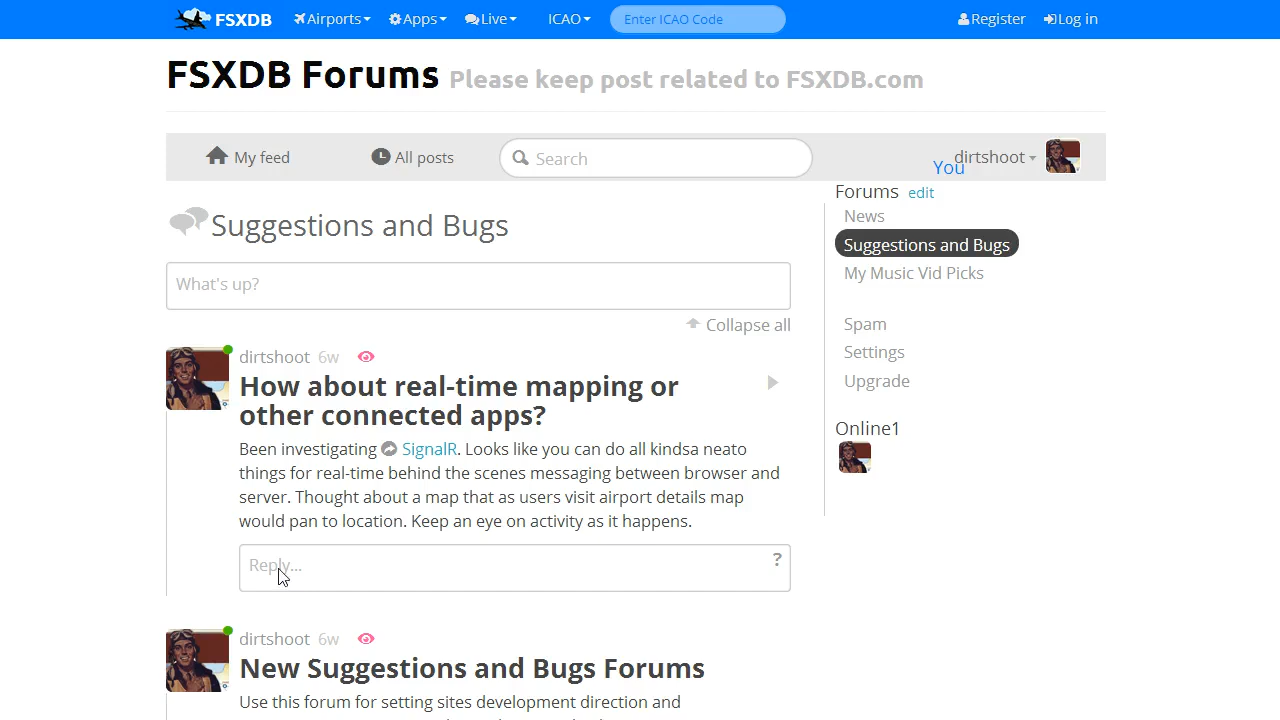 FSXDB Airports Apps Live ICAO Enter ICAO Code Register Log in
FSXDB Forums Please keep post related to FSXDB.com
My feed All posts Search You dirtshoot
Forums edit
News
Suggestions and Bugs
My Music Vid Picks
Spam
Settings
Upgrade
Online1
Suggestions and Bugs
What's up?
Collapse all
dirtshoot 6w
How about real-time mapping or
other connected apps?
Been investigating SignalR. Looks like you can do all kindsa neato
things for real-time behind the scenes messaging between browser and
server. Thought about a map that as users visit airport details map
would pan to location. Keep an eye on activity as it happens.
Reply... ?
dirtshoot 6w
New Suggestions and Bugs Forums
Use this forum for setting sites development direction and